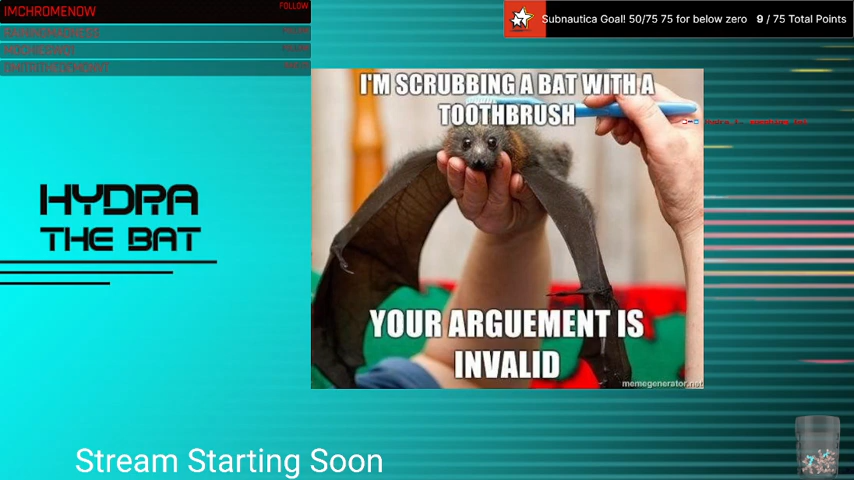 IMCHROMENOW
FOLLOW
Subnautica Goal! 50/75 75 for below zero 9 / 75 Total Points
I'M SCRUBBING A BAT WITH A
TOOTHBRUSH
HYDRA
THE BAT
YOUR ARGUEMENT IS
INVALID
memegenerator.net
Stream Starting Soon